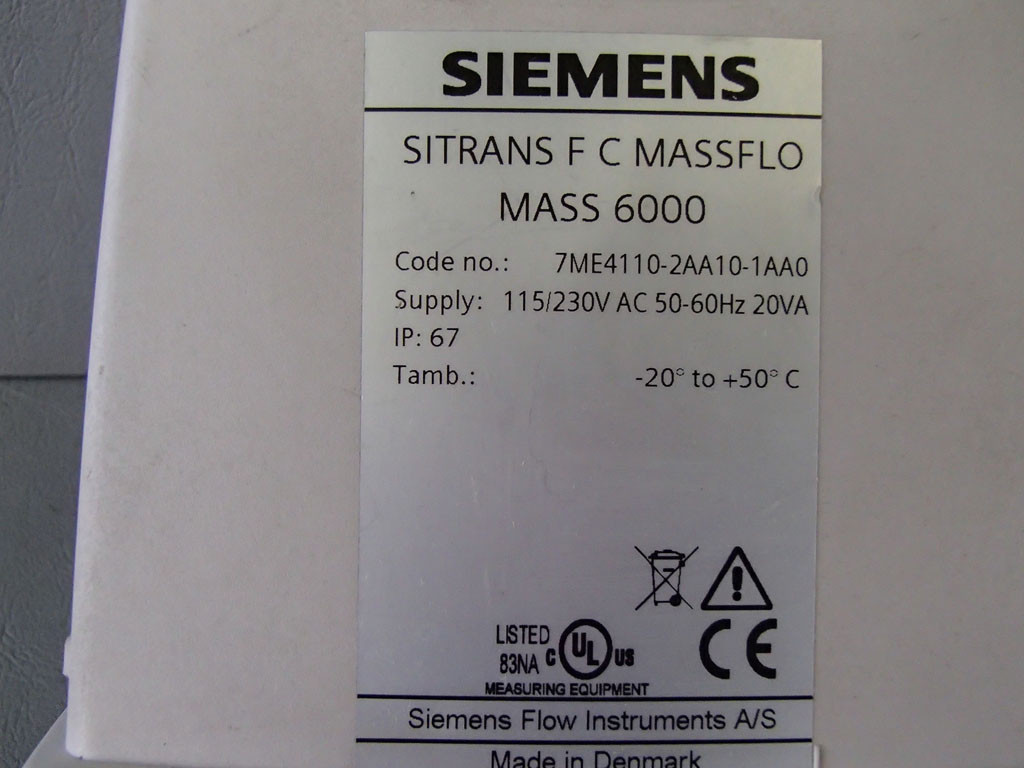 SIEMENS
SITRANS F C MASSFLO
MASS 6000
Code no.: 7ME4110-2AA10-1AA0
Supply: 115/230V AC 50-60Hz 20VA
IP: 67
Tamb.: -20° to +50° C
LISTED
83NA C UL US
CE
MEASURING EQUIPMENT
Siemens Flow Instruments A/S
Made in Denmark